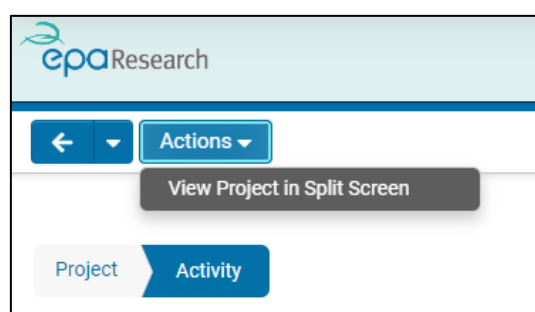 epaResearch
Actions
View Project in Split Screen
Project
Activity